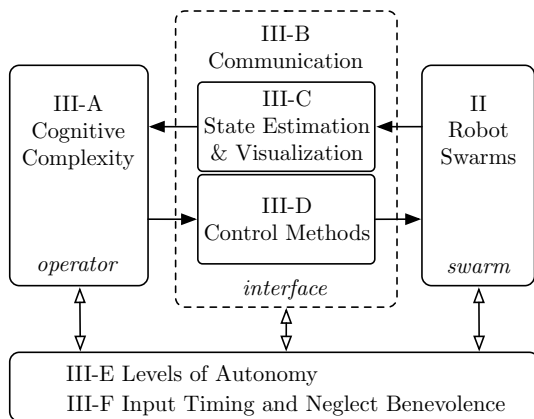 III-A
Cognitive
Complexity
operator
III-B
Communication
III-C
State Estimation
& Visualization
III-D
Control Methods
interface
II
Robot
Swarms
swarm
III-E Levels of Autonomy
III-F Input Timing and Neglect Benevolence